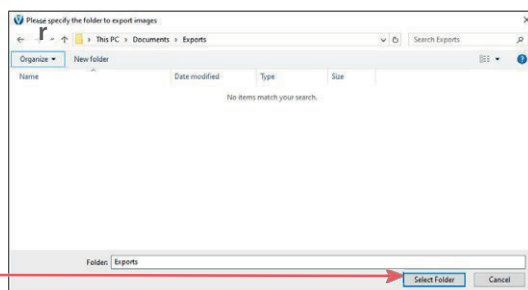 Please specify the folder to export images
r
This PC > Documents > Exports
Search Exports
Organize
New folder
Name
Date modified
Type
Size
No items match your search.
Folder: Exports
Select Folder
Cancel